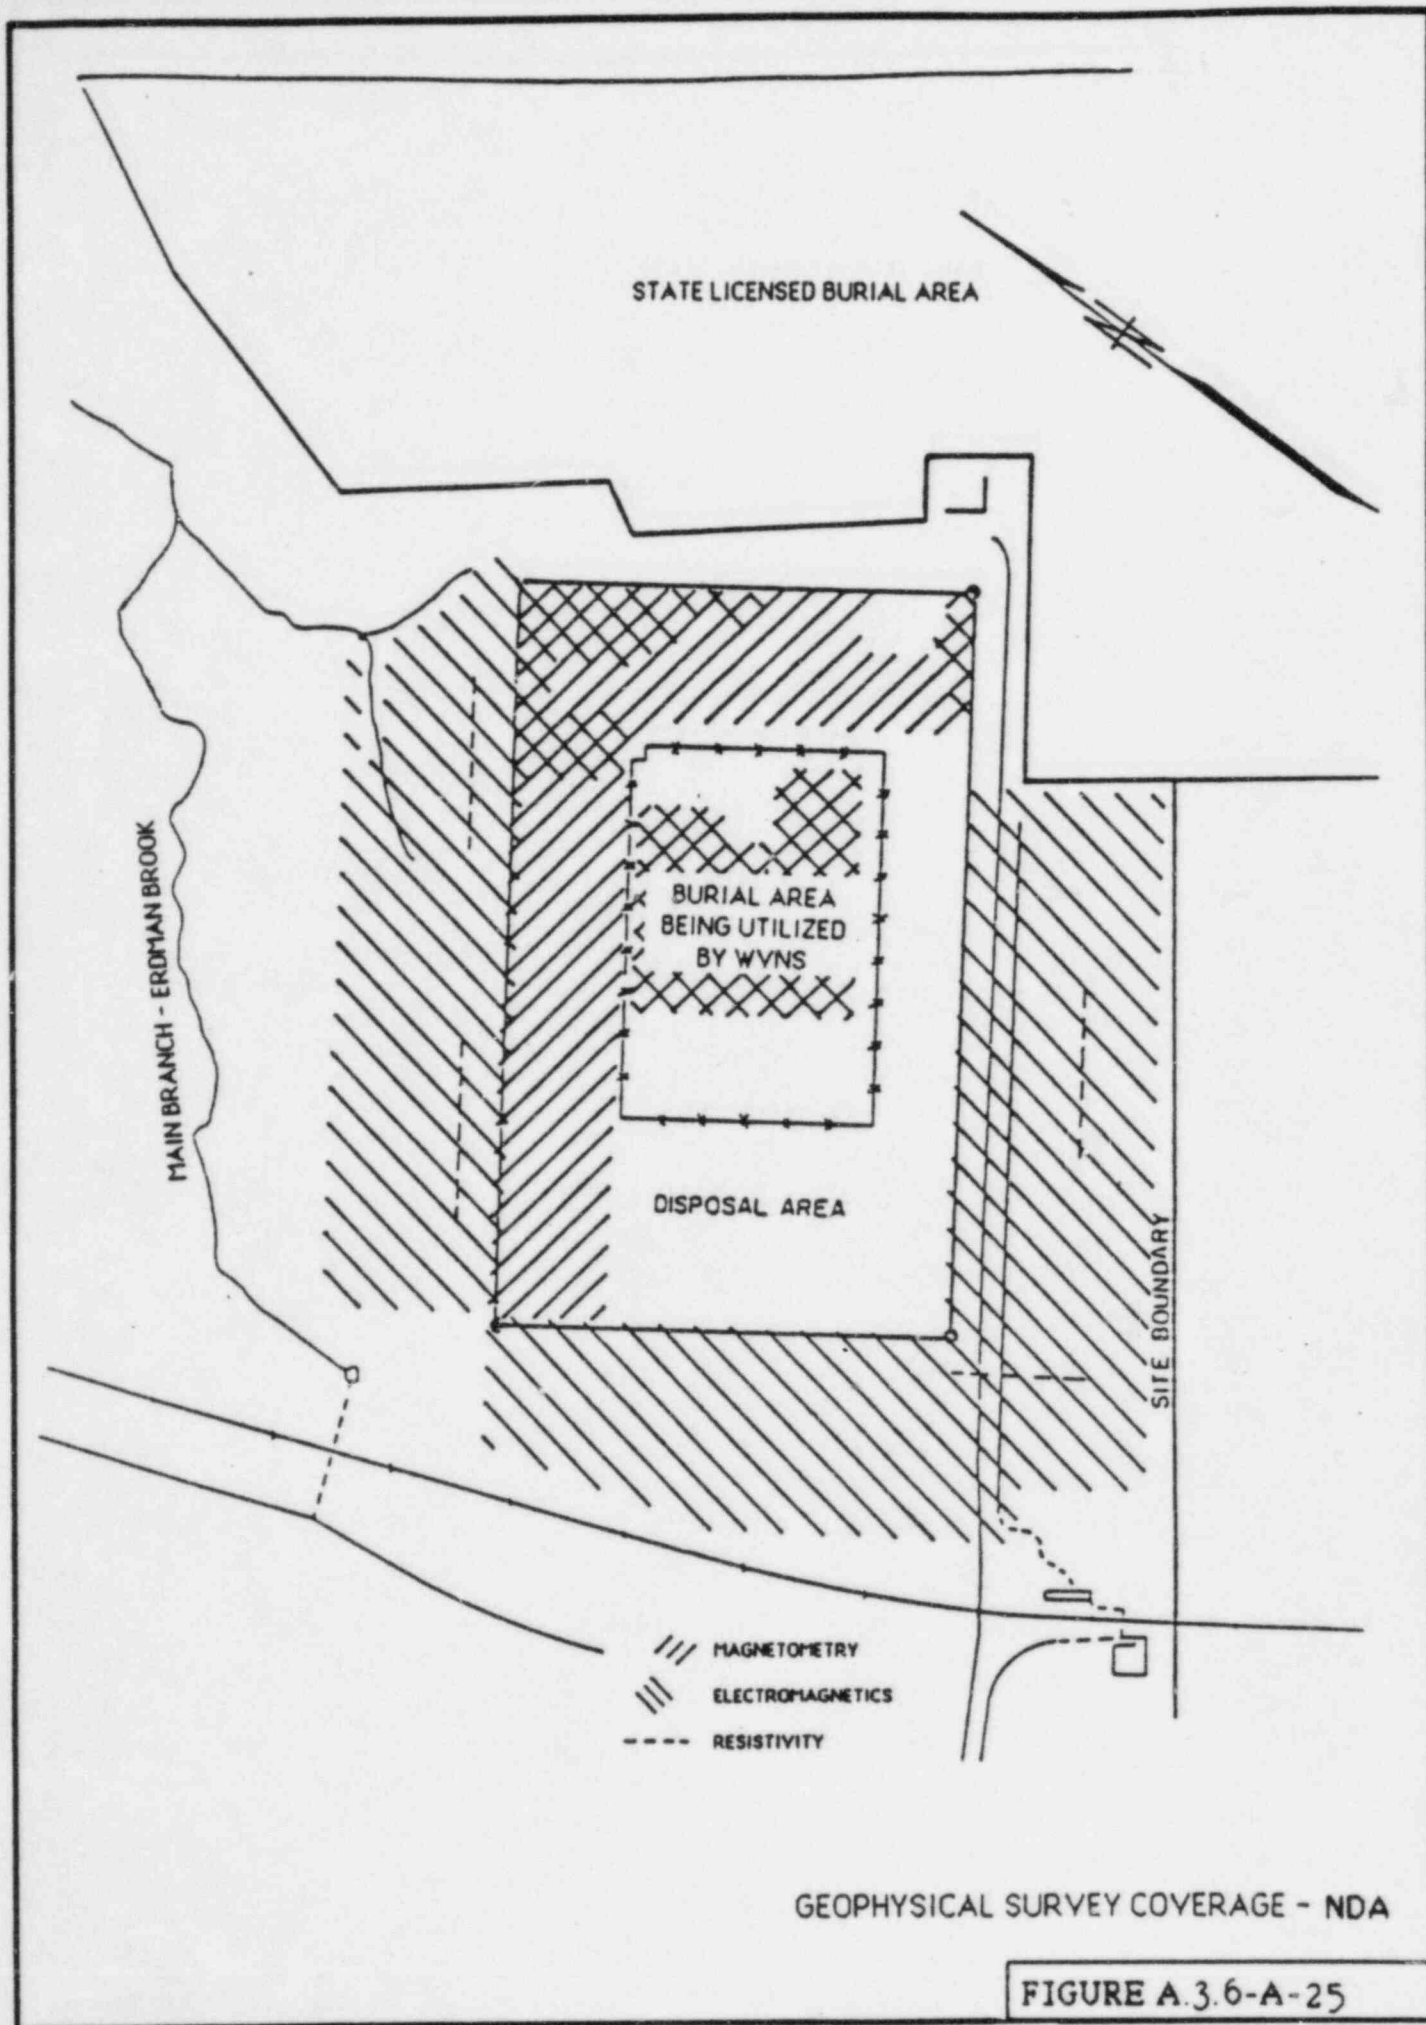 STATE LICENSED BURIAL AREA
MAIN BRANCH - ERDMAN BROOK
BURIAL AREA
BEING UTILIZED
BY WVNS
DISPOSAL AREA
SITE BOUNDARY
MAGNETOMETRY
ELECTROMAGNETICS
RESISTIVITY
GEOPHYSICAL SURVEY COVERAGE - NDA
FIGURE A.3.6-A-25